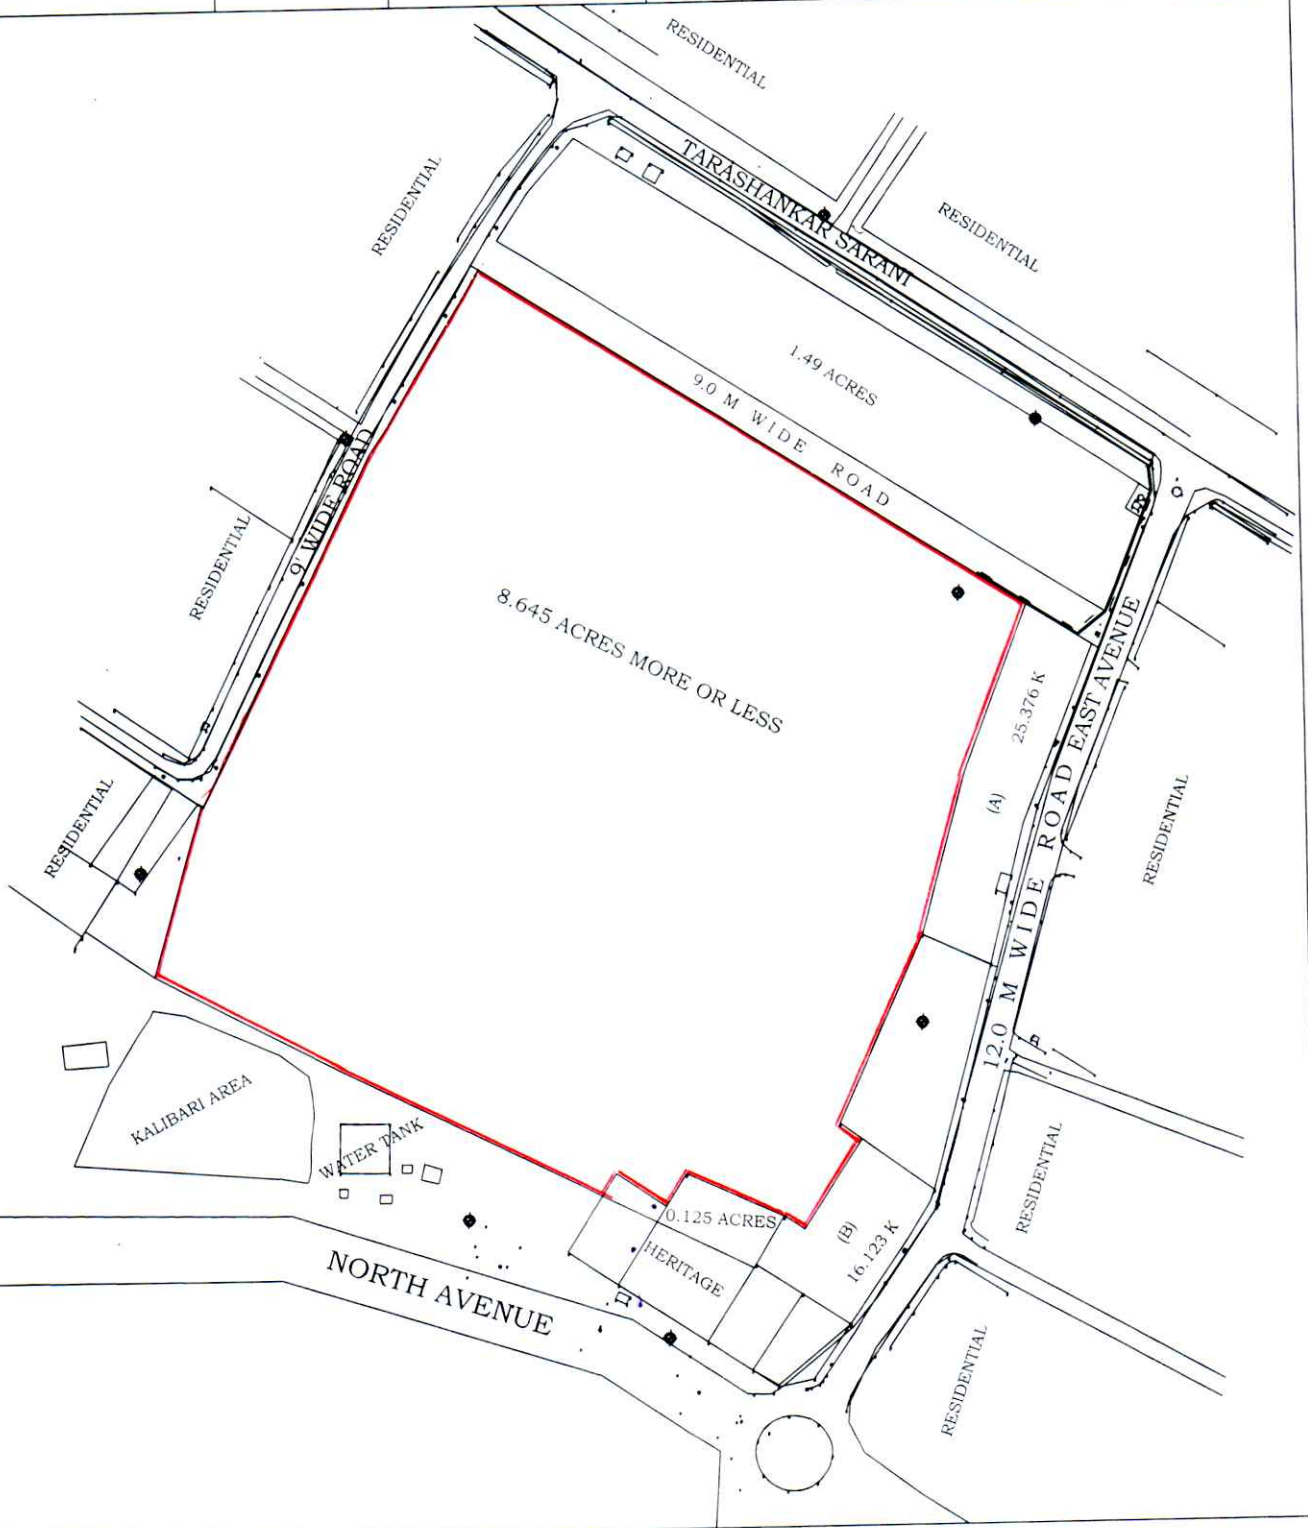 RESIDENTIAL
TARASHANKAR SARANI
RESIDENTIAL
RESIDENTIAL
1.49 ACRES
9.0 M WIDE ROAD
9' WIDE ROAD
RESIDENTIAL
8.645 ACRES MORE OR LESS
25.376 K
(A)
EAST AVENUE
12.0 M WIDE ROAD
RESIDENTIAL
RESIDENTIAL
KALIBARI AREA
WATER TANK
0.125 ACRES
HERITAGE
(B)
16.123 K
RESIDENTIAL
NORTH AVENUE
RESIDENTIAL